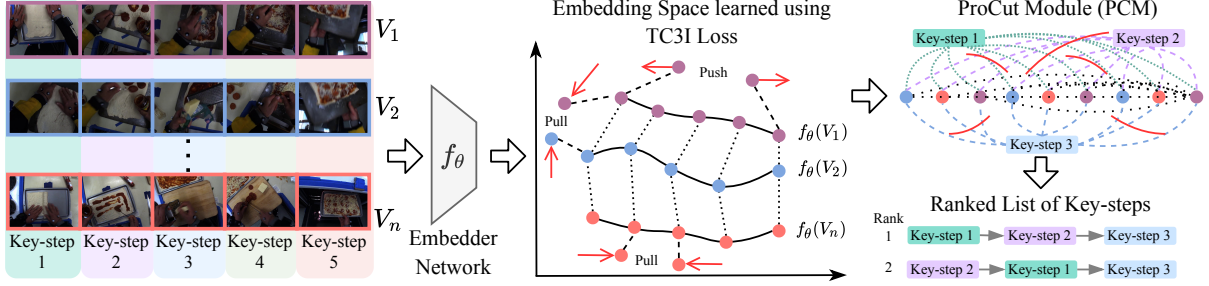 V1
V2
Vn
Key-step 1
Key-step 2
Key-step 3
Key-step 4
Key-step 5
fθ
Embedder
Network
Embedding Space learned using
TC3I Loss
Push
Pull
Pull
fθ(V1)
fθ(V2)
fθ(Vn)
ProCut Module (PCM)
Key-step 1
Key-step 2
Key-step 3
Ranked List of Key-steps
Rank
1 Key-step 1 Key-step 2 Key-step 3
2 Key-step 2 Key-step 1 Key-step 3